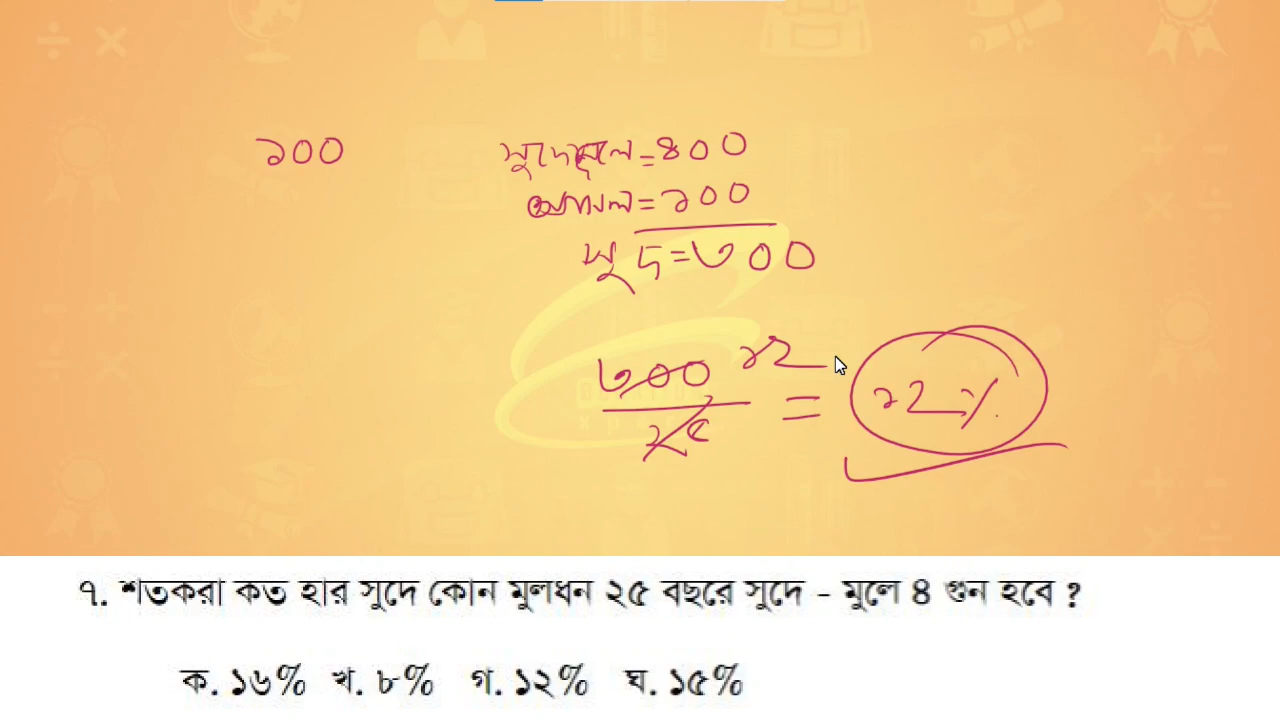 ১০০
সুদেমূলে=৪০০
আসল=১০০
সুদ=৩০০
৩০০ ১২
২৫
= ১২%
৭. শতকরা কত হার সুদে কোন মুলধন ২৫ বছরে সুদে - মুলে ৪ গুন হবে ?
ক. ১৬% খ. ৮% গ. ১২% ঘ. ১৫%